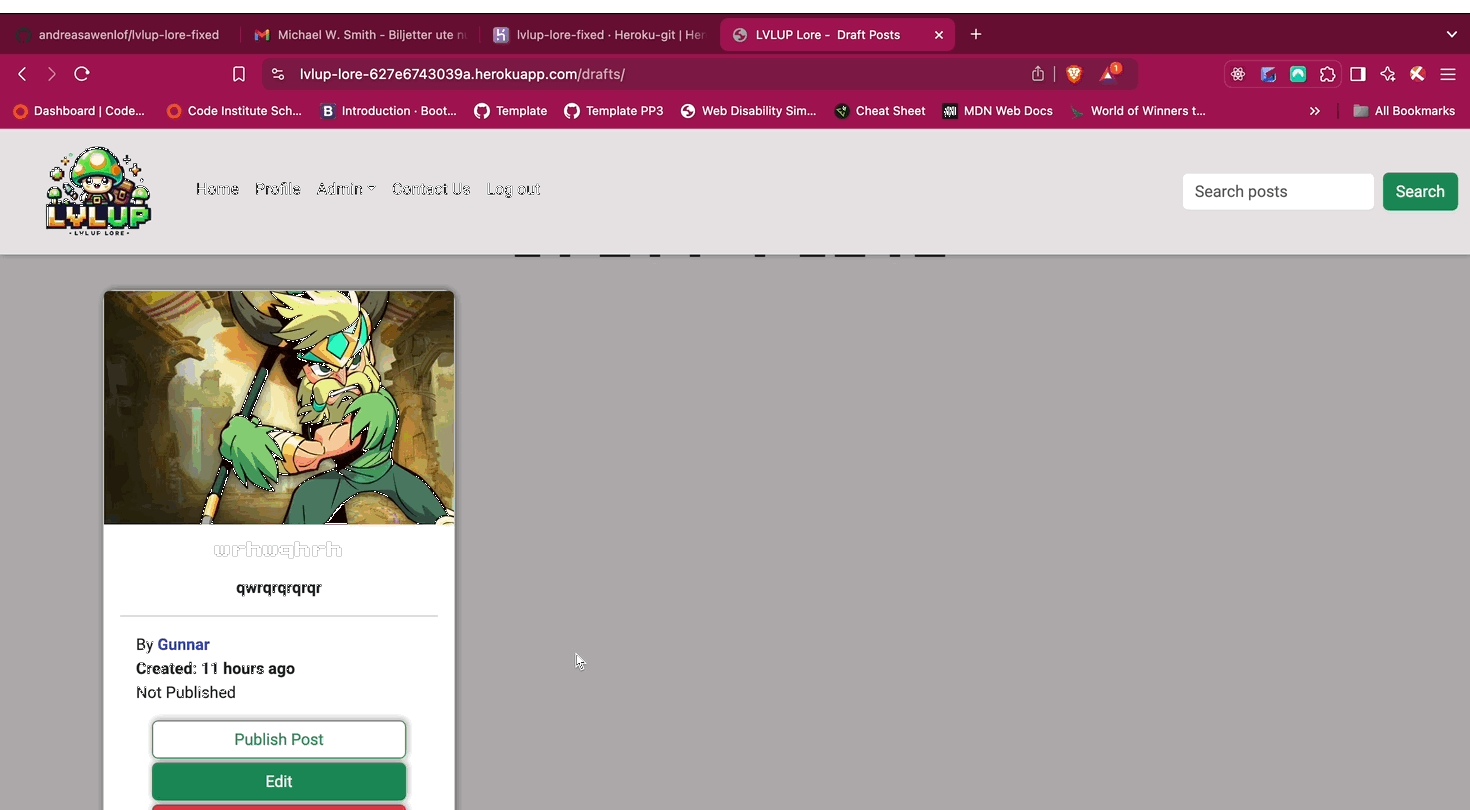 andreasawenlof/lvlup-lore-fixed
Michael W. Smith - Biljetter ute n
lvlup-lore-fixed · Heroku-git | Her
LVLUP Lore - Draft Posts
lvlup-lore-627e6743039a.herokuapp.com/drafts/
1
Dashboard | Code...
Code Institute Sch...
B Introduction · Boot...
Template
Template PP3
Web Disability Sim...
Cheat Sheet
MDN Web Docs
World of Winners t...
All Bookmarks
LVLUP
• LVLUP LORE •
Home
Profile
Admin
Contact Us
Log out
Search posts
Search
wrhwqhrh
qwrqrqrqrqr
By Gunnar
Created: 11 hours ago
Not Published
Publish Post
Edit